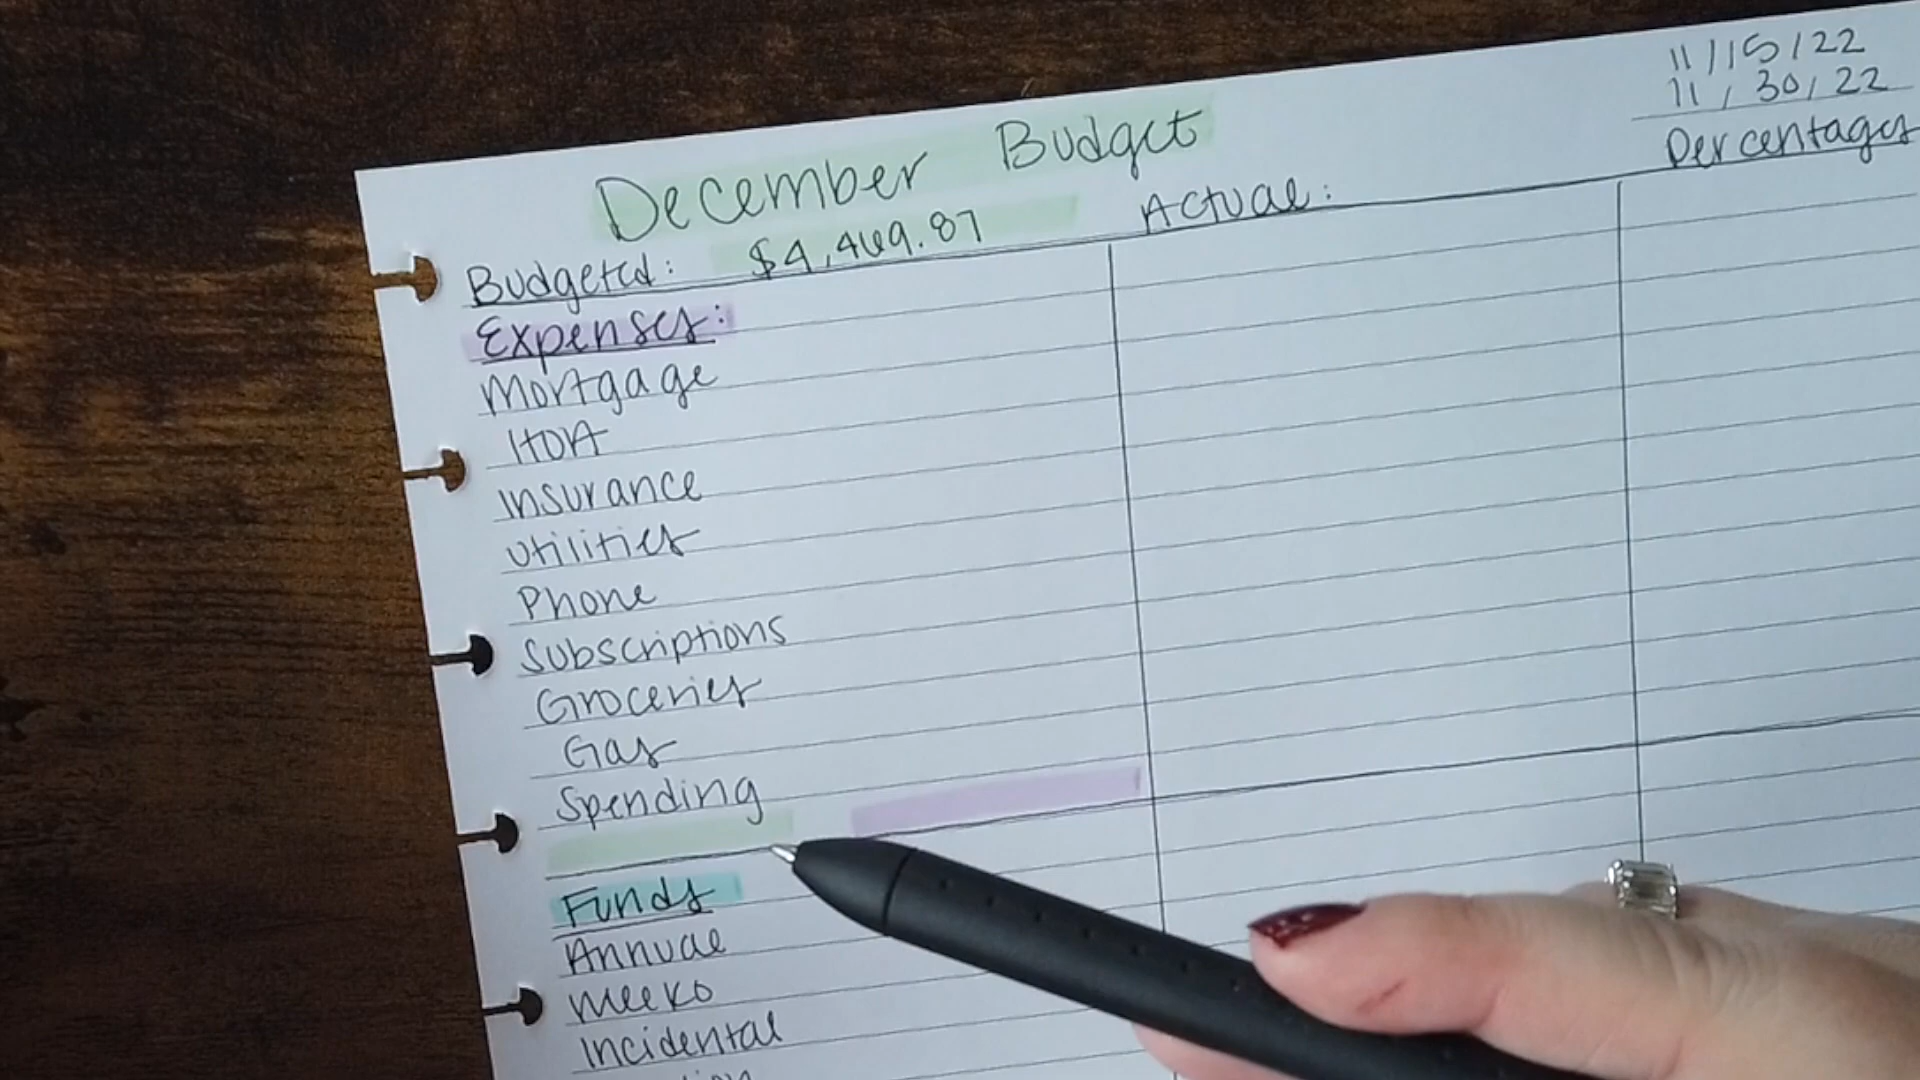 11/15/22
11/30/22
Percentages
December Budget
Budgeted: $4,469.87 Actual:
Expenses:
Mortgage
HOA
Insurance
Utilities
Phone
Subscriptions
Groceries
Gas
Spending
Funds
Annual
Meeko
Incidental